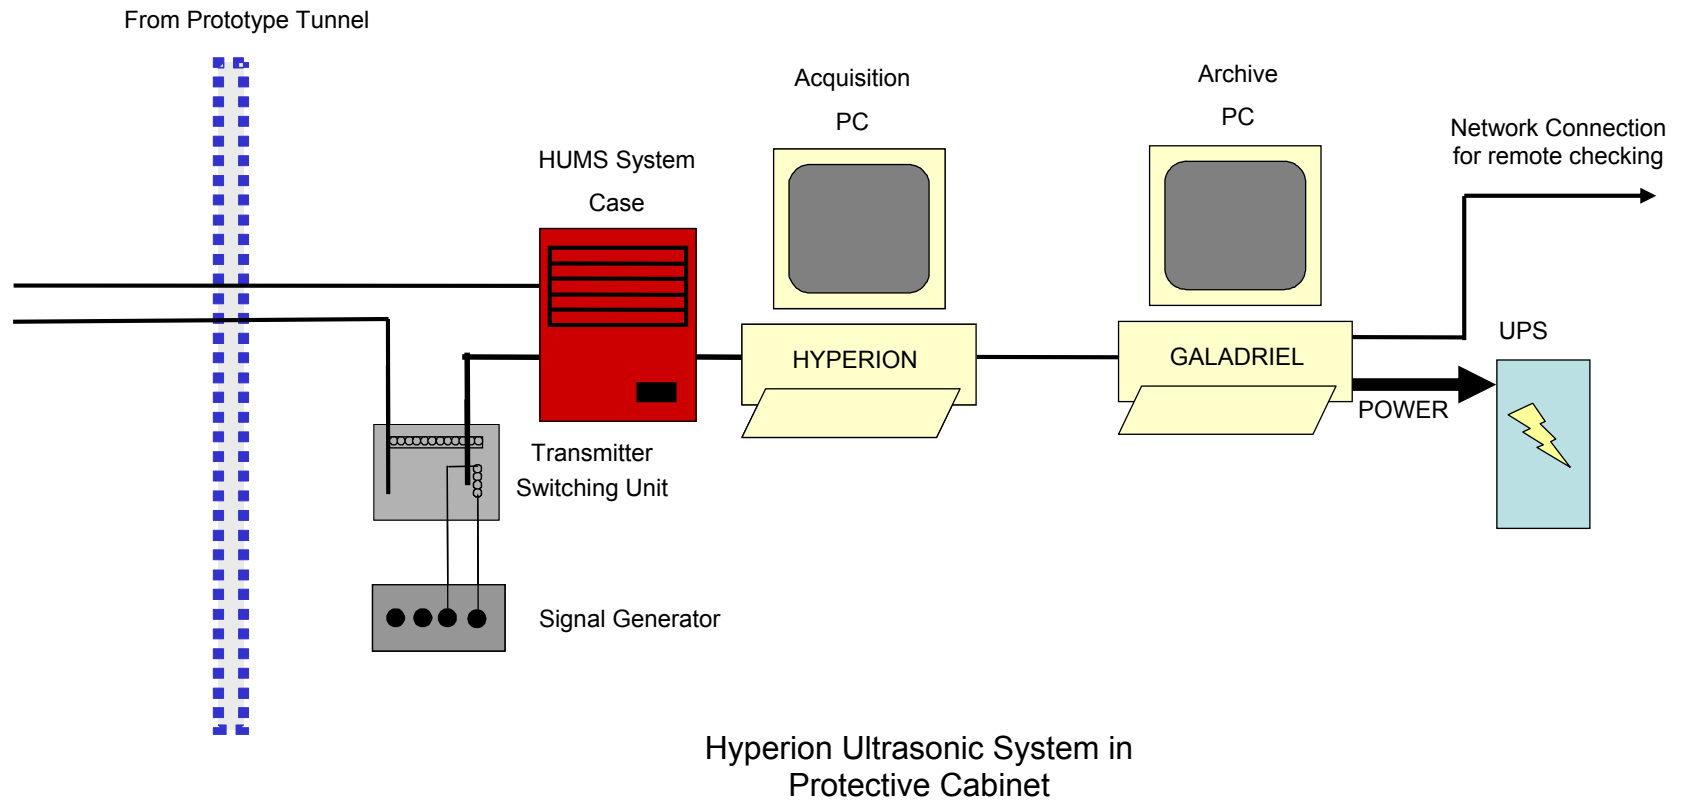 From Prototype Tunnel
Acquisition
PC
Archive
PC
Network Connection
for remote checking
HUMS System
Case
HYPERION
GALADRIEL
UPS
POWER
Transmitter
Switching Unit
Signal Generator
Hyperion Ultrasonic System in
Protective Cabinet